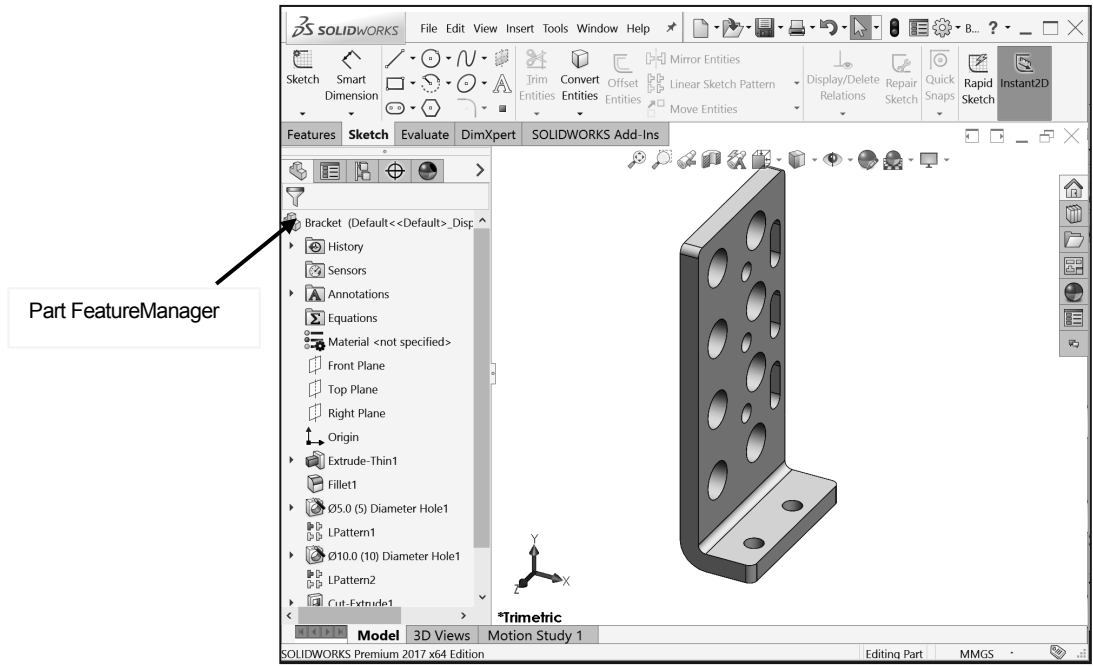 SOLIDWORKS File Edit View Insert Tools Window Help B... ?
Sketch Smart Dimension Trim Entities Convert Entities Offset Entities Mirror Entities Linear Sketch Pattern Move Entities Display/Delete Relations Repair Sketch Quick Snaps Rapid Sketch Instant2D
Features Sketch Evaluate DimXpert SOLIDWORKS Add-Ins
Bracket (Default<<Default>_Disp
History
Sensors
Annotations
Equations
Material <not specified>
Front Plane
Top Plane
Right Plane
Origin
Extrude-Thin1
Fillet1
Ø5.0 (5) Diameter Hole1
LPattern1
Ø10.0 (10) Diameter Hole1
LPattern2
Cut-Extrude1
Part FeatureManager
Y
X
Z
*Trimetric
Model 3D Views Motion Study 1
SOLIDWORKS Premium 2017 x64 Edition Editing Part MMGS